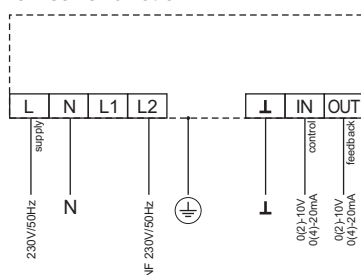 L N L1 L2 ⊥ IN OUT
supply
control
feedback
230V/50Hz
N
NF 230V/50Hz
⊥
0(2)-10V
0(4)-20mA
0(2)-10V
0(4)-20mA